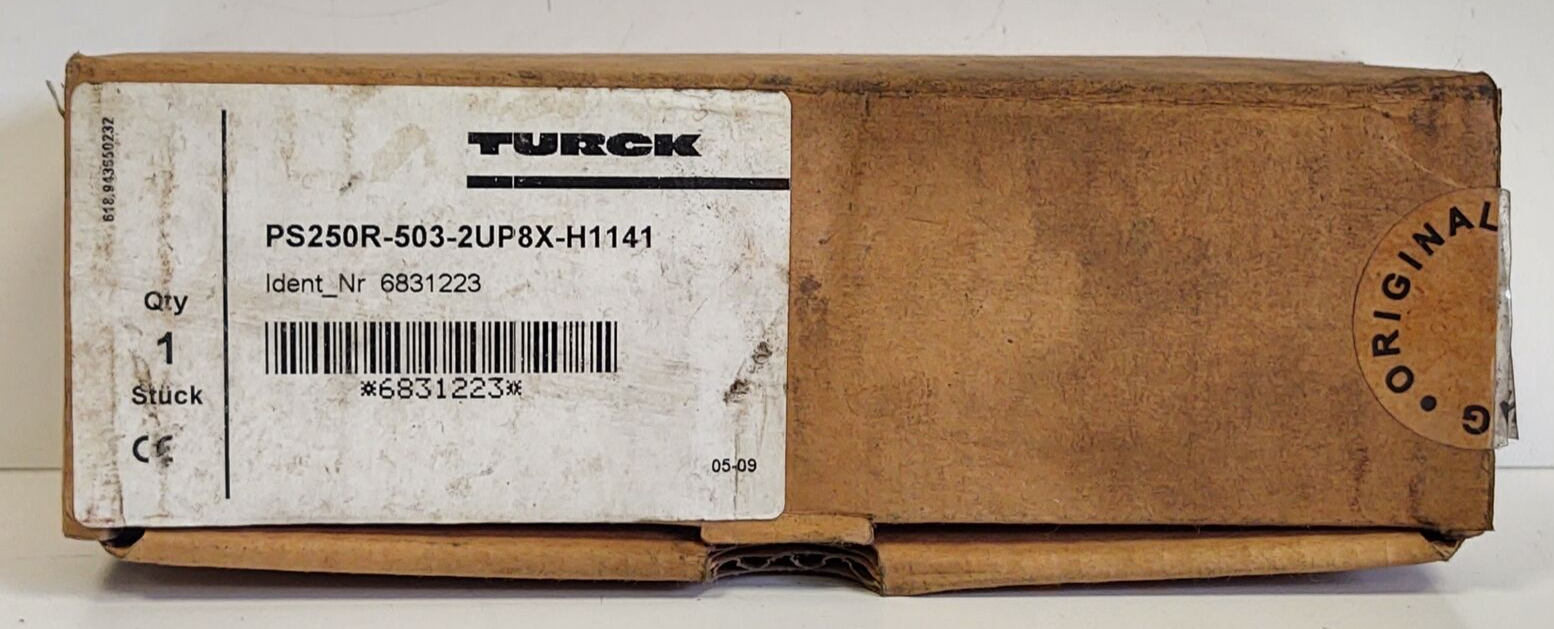 618.943550232
TURCK
PS250R-503-2UP8X-H1141
Ident_Nr 6831223
Qty
1
Stück
*6831223*
CE
05-09
ORIGINAL
G